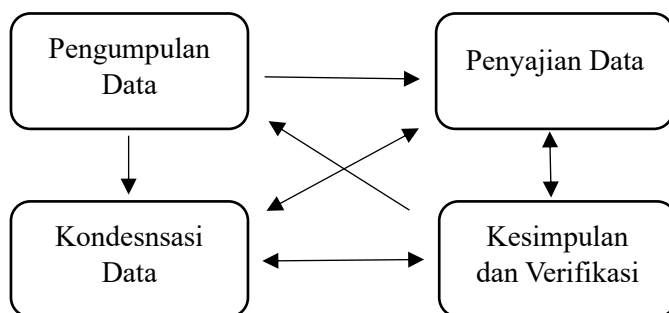 Pengumpulan
Data
Penyajian Data
Kondesnsasi
Data
Kesimpulan
dan Verifikasi